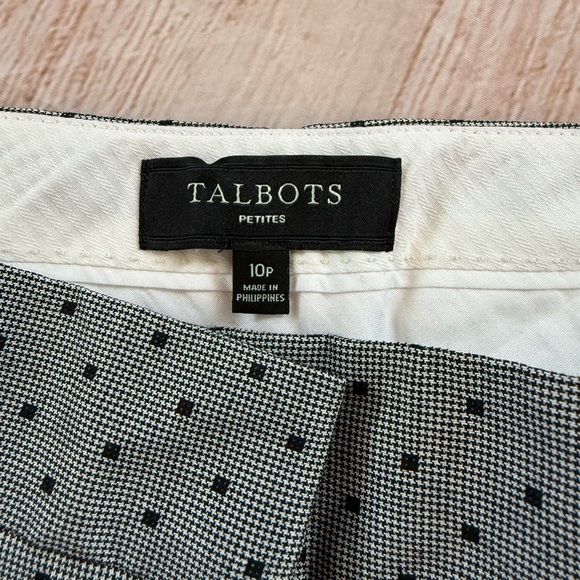 TALBOTS
PETITES
10P
MADE IN
PHILIPPINES